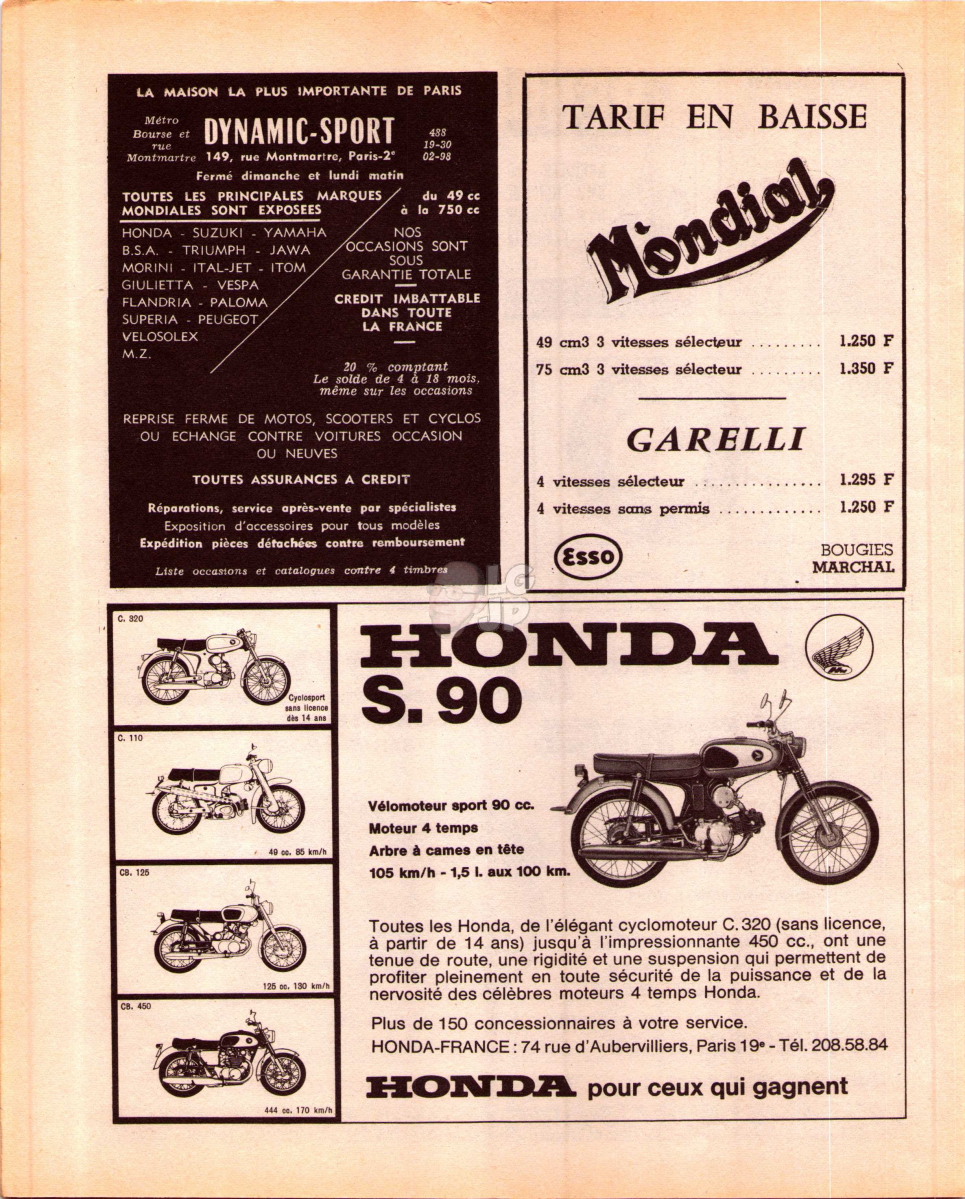 LA MAISON LA PLUS IMPORTANTE DE PARIS
Métro
Bourse et
rue
Montmartre
DYNAMIC-SPORT
149, rue Montmartre, Paris-2e
488
19-30
02-98
Fermé dimanche et lundi matin
TOUTES LES PRINCIPALES MARQUES
MONDIALES SONT EXPOSEES
du 49 cc
à la 750 cc
HONDA - SUZUKI - YAMAHA
B.S.A. - TRIUMPH - JAWA
MORINI - ITAL-JET - ITOM
GIULIETTA - VESPA
FLANDRIA - PALOMA
SUPERIA - PEUGEOT
VELOSOLEX
M.Z.
NOS
OCCASIONS SONT
SOUS
GARANTIE TOTALE
CREDIT IMBATTABLE
DANS TOUTE
LA FRANCE
20 % comptant
Le solde de 4 à 18 mois,
même sur les occasions
REPRISE FERME DE MOTOS, SCOOTERS ET CYCLOS
OU ECHANGE CONTRE VOITURES OCCASION
OU NEUVES
TOUTES ASSURANCES A CREDIT
Réparations, service après-vente par spécialistes
Exposition d'accessoires pour tous modèles
Expédition pièces détachées contre remboursement
Liste occasions et catalogues contre 4 timbres
TARIF EN BAISSE
Mondial
49 cm3 3 vitesses sélecteur ......... 1.250 F
75 cm3 3 vitesses sélecteur ......... 1.350 F
GARELLI
4 vitesses sélecteur ................ 1.295 F
4 vitesses sans permis ............. 1.250 F
Esso
BOUGIES
MARCHAL
LG
JP
C. 320
Cyclosport
sans licence
dès 14 ans
C. 110
49 cc. 85 km/h
CB. 125
125 cc. 130 km/h
CB. 450
444 cc. 170 km/h
HONDA
S. 90
Vélomoteur sport 90 cc.
Moteur 4 temps
Arbre à cames en tête
105 km/h - 1,5 l. aux 100 km.
Toutes les Honda, de l'élégant cyclomoteur C. 320 (sans licence,
à partir de 14 ans) jusqu'à l'impressionnante 450 cc., ont une
tenue de route, une rigidité et une suspension qui permettent de
profiter pleinement en toute sécurité de la puissance et de la
nervosité des célèbres moteurs 4 temps Honda.
Plus de 150 concessionnaires à votre service.
HONDA-FRANCE : 74 rue d'Aubervilliers, Paris 19e - Tél. 208.58.84
HONDA pour ceux qui gagnent